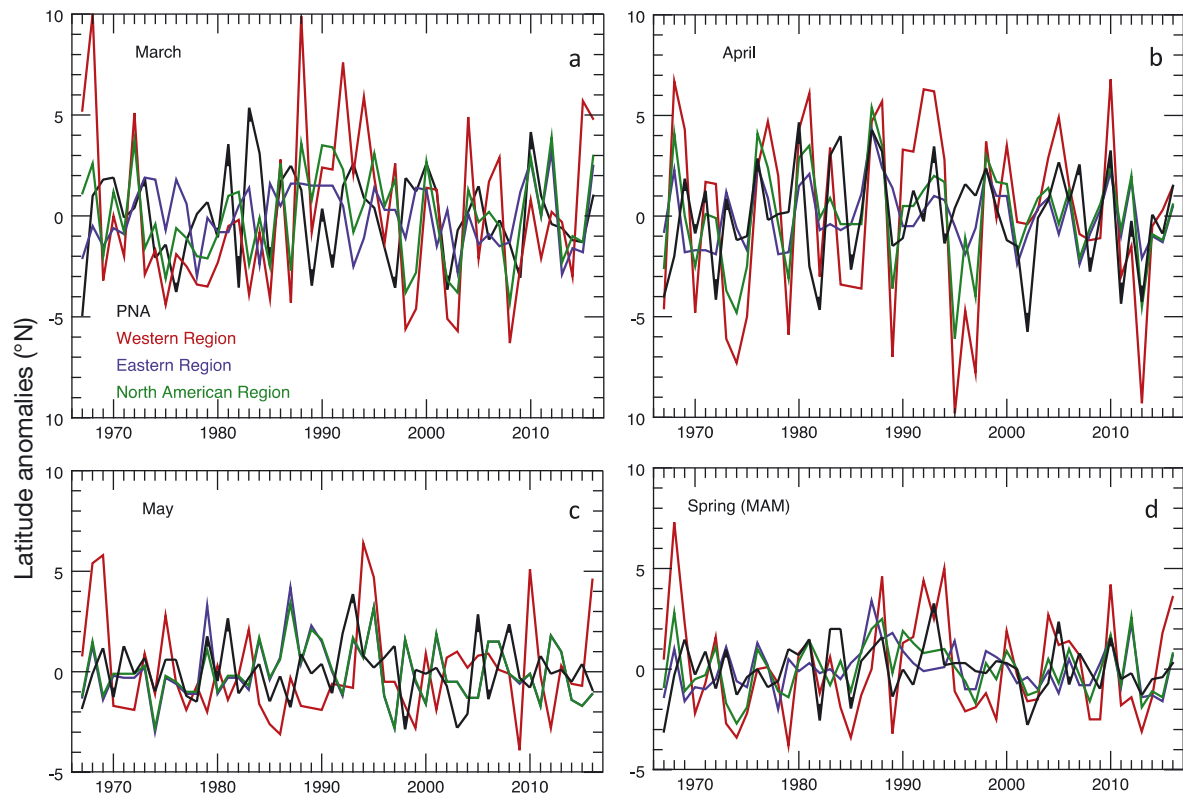 Latitude anomalies (°N)
10
5
0
-5
10
March
a
PNA
Western Region
Eastern Region
North American Region
1970
1980
1990
2000
2010
10
5
0
-5
10
April
b
1970
1980
1990
2000
2010
10
5
0
-5
May
c
1970
1980
1990
2000
2010
10
5
0
-5
Spring (MAM)
d
1970
1980
1990
2000
2010